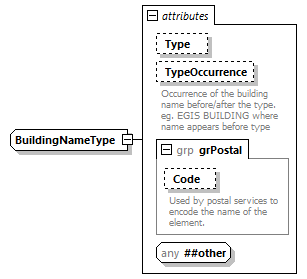 attributes
Type
TypeOccurrence
Occurrence of the building
name before/after the type.
eg. EGIS BUILDING where
name appears before type
BuildingNameType
grp grPostal
Code
Used by postal services to
encode the name of the
element.
any ##other